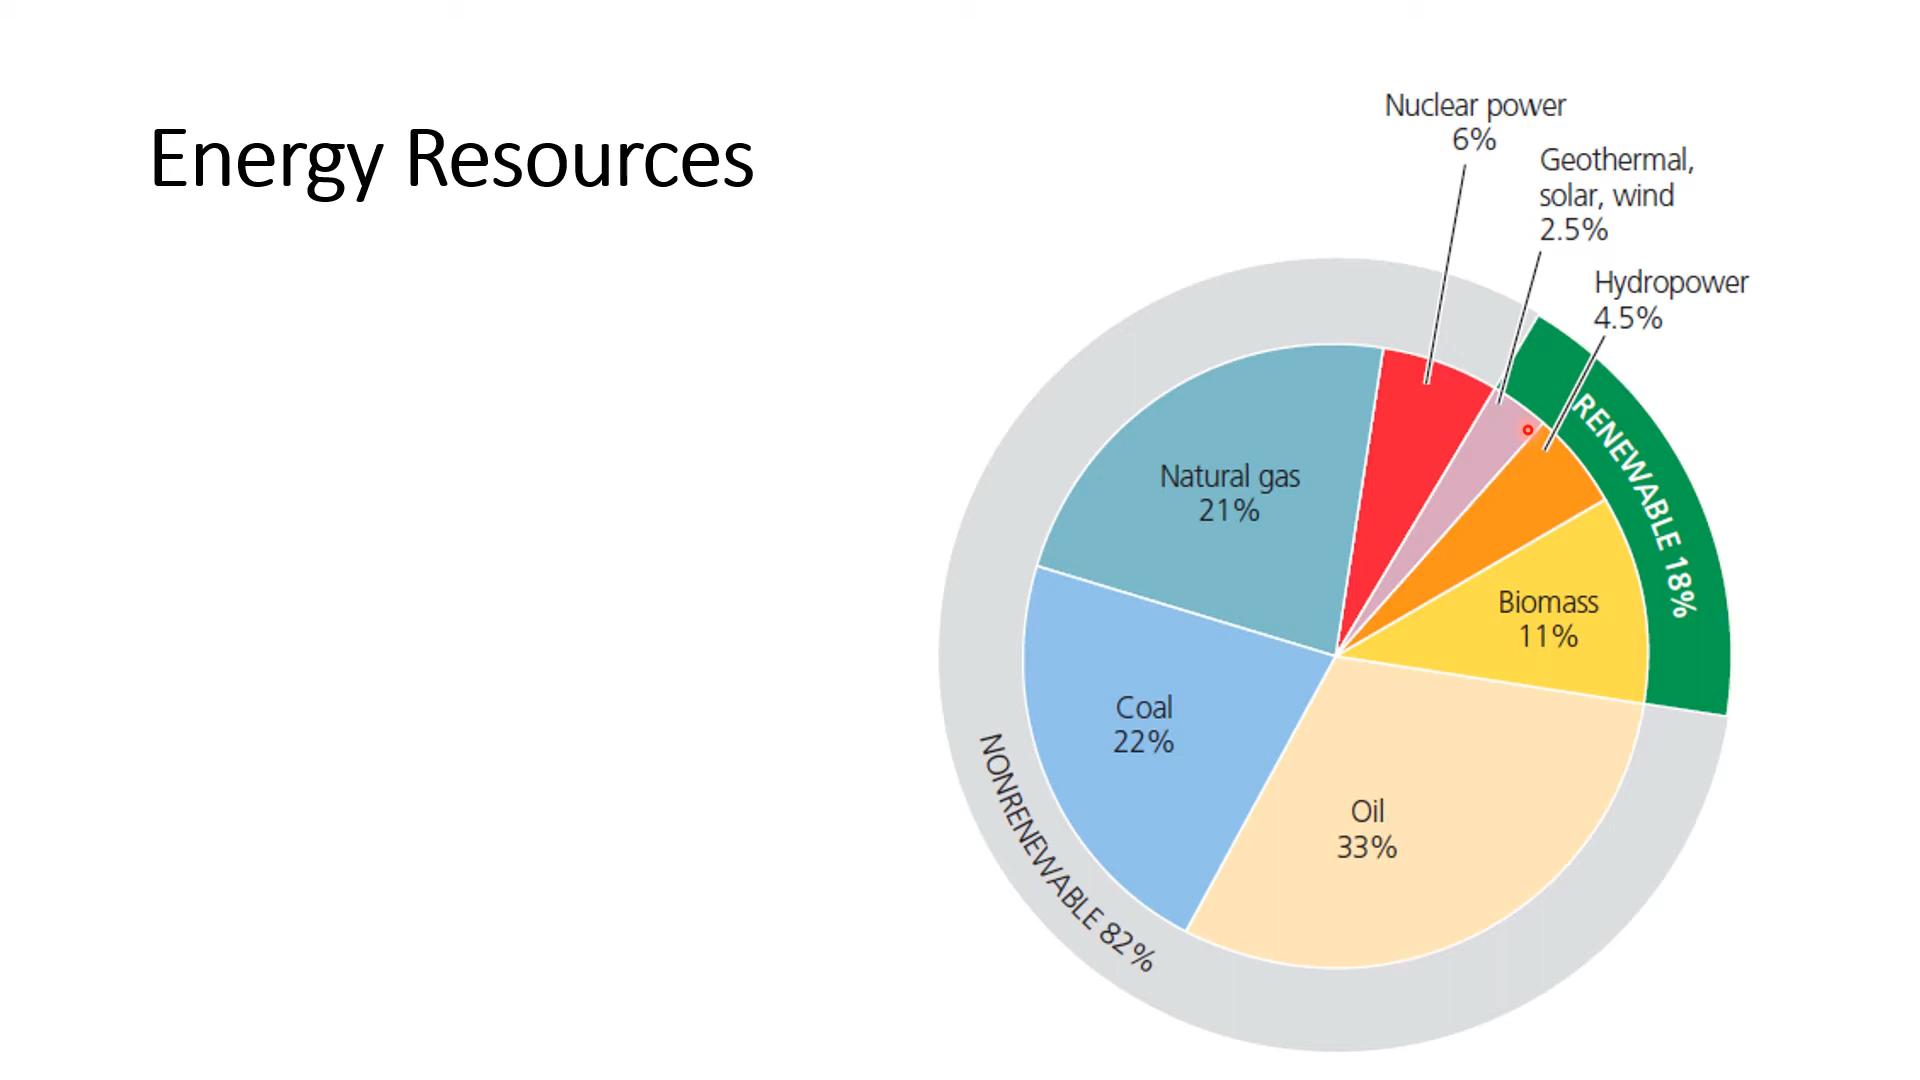 Energy Resources
Nuclear power
6%
Geothermal,
solar, wind
2.5%
Hydropower
4.5%
RENEWABLE 18%
Natural gas
21%
Biomass
11%
Coal
22%
Oil
33%
NONRENEWABLE 82%